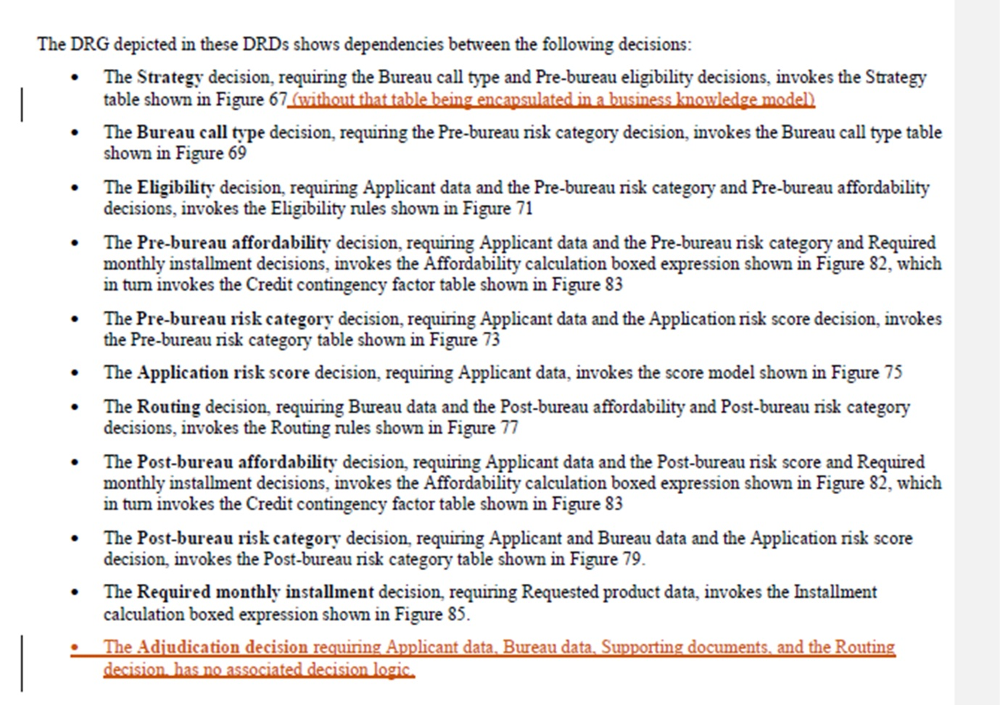 The DRG depicted in these DRDs shows dependencies between the following decisions:
• The Strategy decision, requiring the Bureau call type and Pre-bureau eligibility decisions, invokes the Strategy
table shown in Figure 67 (without that table being encapsulated in a business knowledge model)
• The Bureau call type decision, requiring the Pre-bureau risk category decision, invokes the Bureau call type table
shown in Figure 69
• The Eligibility decision, requiring Applicant data and the Pre-bureau risk category and Pre-bureau affordability
decisions, invokes the Eligibility rules shown in Figure 71
• The Pre-bureau affordability decision, requiring Applicant data and the Pre-bureau risk category and Required
monthly installment decisions, invokes the Affordability calculation boxed expression shown in Figure 82, which
in turn invokes the Credit contingency factor table shown in Figure 83
• The Pre-bureau risk category decision, requiring Applicant data and the Application risk score decision, invokes
the Pre-bureau risk category table shown in Figure 73
• The Application risk score decision, requiring Applicant data, invokes the score model shown in Figure 75
• The Routing decision, requiring Bureau data and the Post-bureau affordability and Post-bureau risk category
decisions, invokes the Routing rules shown in Figure 77
• The Post-bureau affordability decision, requiring Applicant data and the Post-bureau risk score and Required
monthly installment decisions, invokes the Affordability calculation boxed expression shown in Figure 82, which
in turn invokes the Credit contingency factor table shown in Figure 83
• The Post-bureau risk category decision, requiring Applicant and Bureau data and the Application risk score
decision, invokes the Post-bureau risk category table shown in Figure 79.
• The Required monthly installment decision, requiring Requested product data, invokes the Installment
calculation boxed expression shown in Figure 85.
• The Adjudication decision requiring Applicant data, Bureau data, Supporting documents, and the Routing
decision, has no associated decision logic.